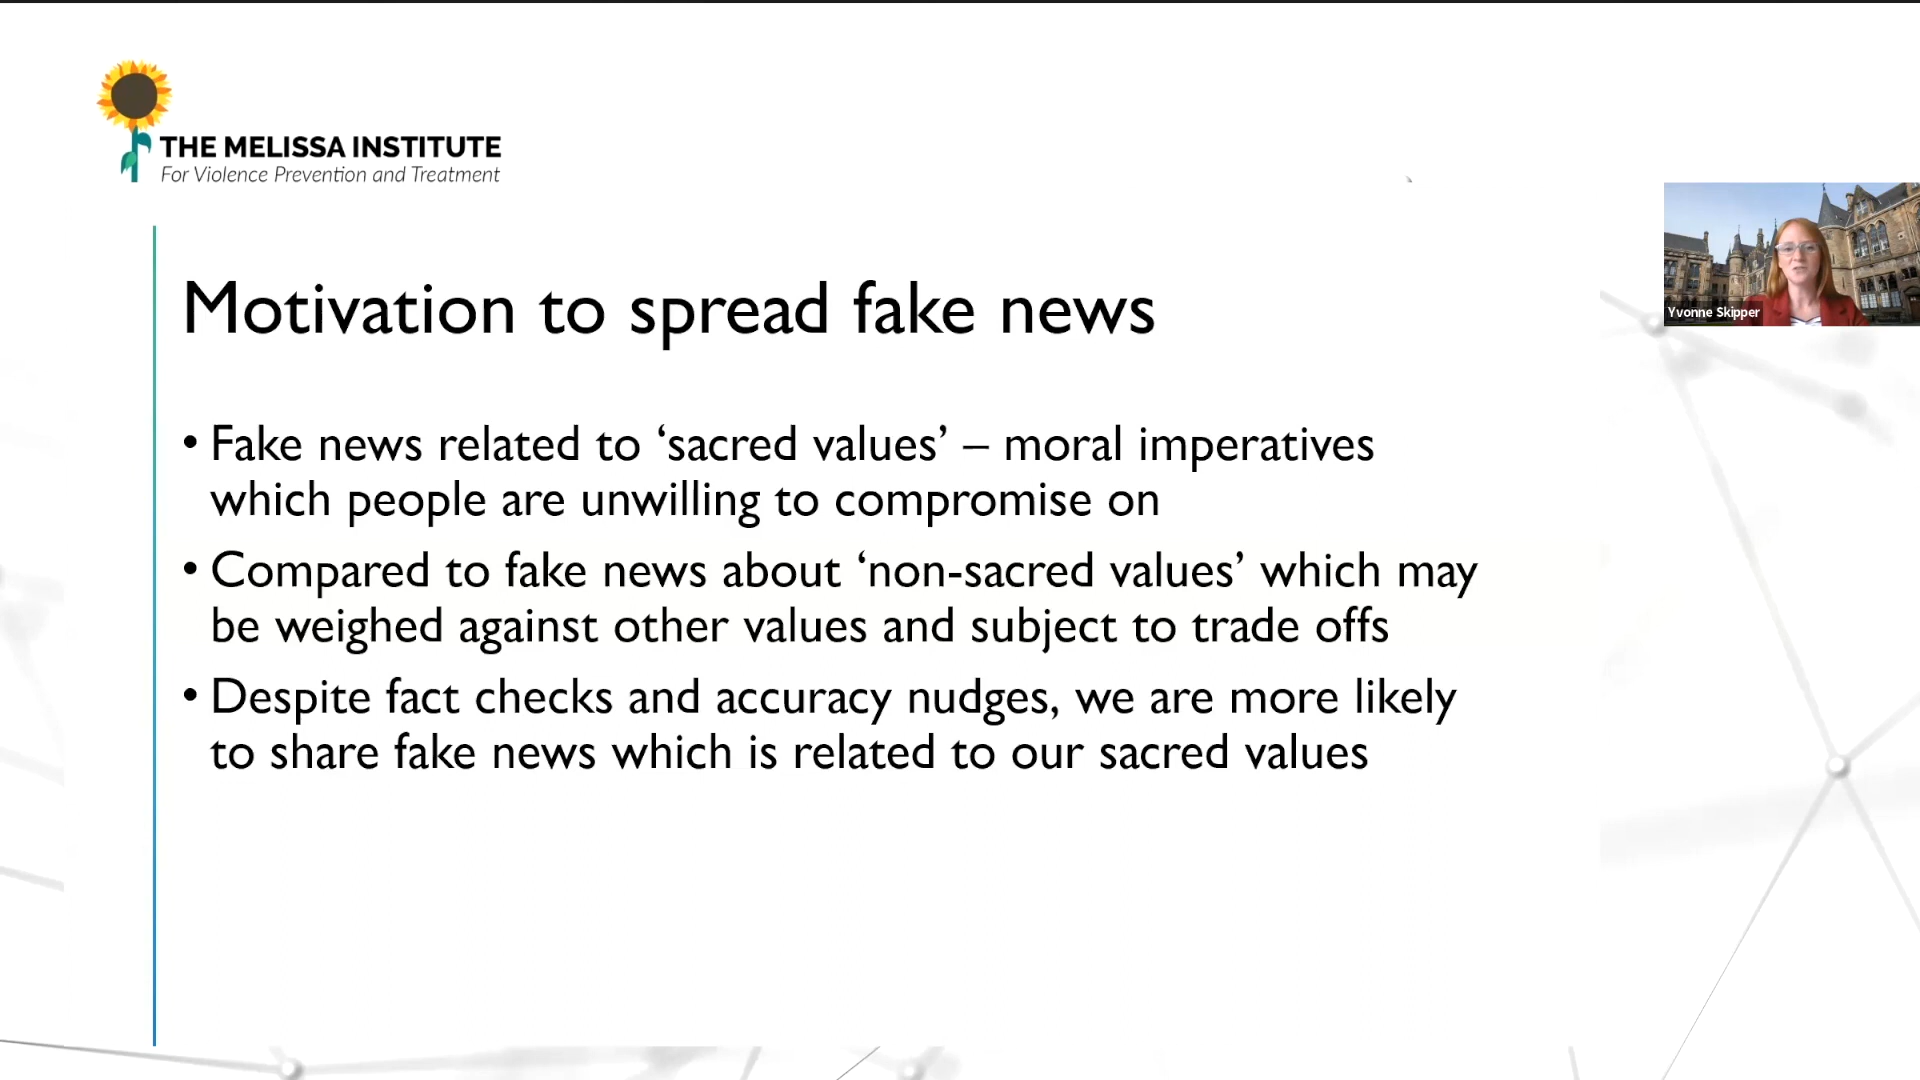 THE MELISSA INSTITUTE
For Violence Prevention and Treatment
Yvonne Skipper
Motivation to spread fake news
• Fake news related to ‘sacred values’ – moral imperatives
which people are unwilling to compromise on
• Compared to fake news about ‘non-sacred values’ which may
be weighed against other values and subject to trade offs
• Despite fact checks and accuracy nudges, we are more likely
to share fake news which is related to our sacred values